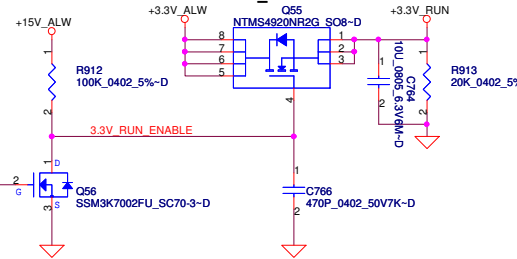 +15V_ALW
+3.3V_ALW
Q55
NTMS4920NR2G_SO8~D
+3.3V_RUN
8
7
6
5
1
2
3
4
1
R912
100K_0402_5%~D
2
1
C764
10U_0805_6.3V6M~D
2
1
R913
20K_0402_5%
2
3.3V_RUN_ENABLE
1
D
2
G
Q56
SSM3K7002FU_SC70-3~D
3
S
1
C766
470P_0402_50V7K~D
2